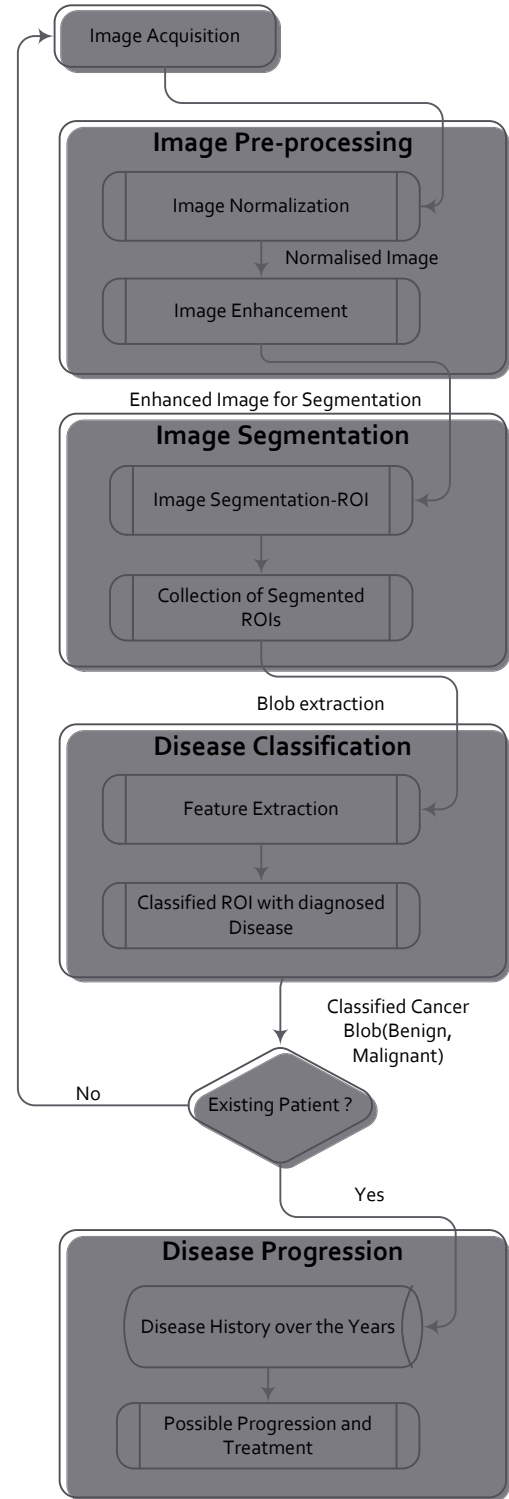 Image Acquisition
Image Pre-processing
Image Normalization
Normalised Image
Image Enhancement
Enhanced Image for Segmentation
Image Segmentation
Image Segmentation-ROI
Collection of Segmented
ROIs
Blob extraction
Disease Classification
Feature Extraction
Classified ROI with diagnosed
Disease
Classified Cancer
Blob(Benign,
Malignant)
No
Existing Patient ?
Yes
Disease Progression
Disease History over the Years
Possible Progression and
Treatment